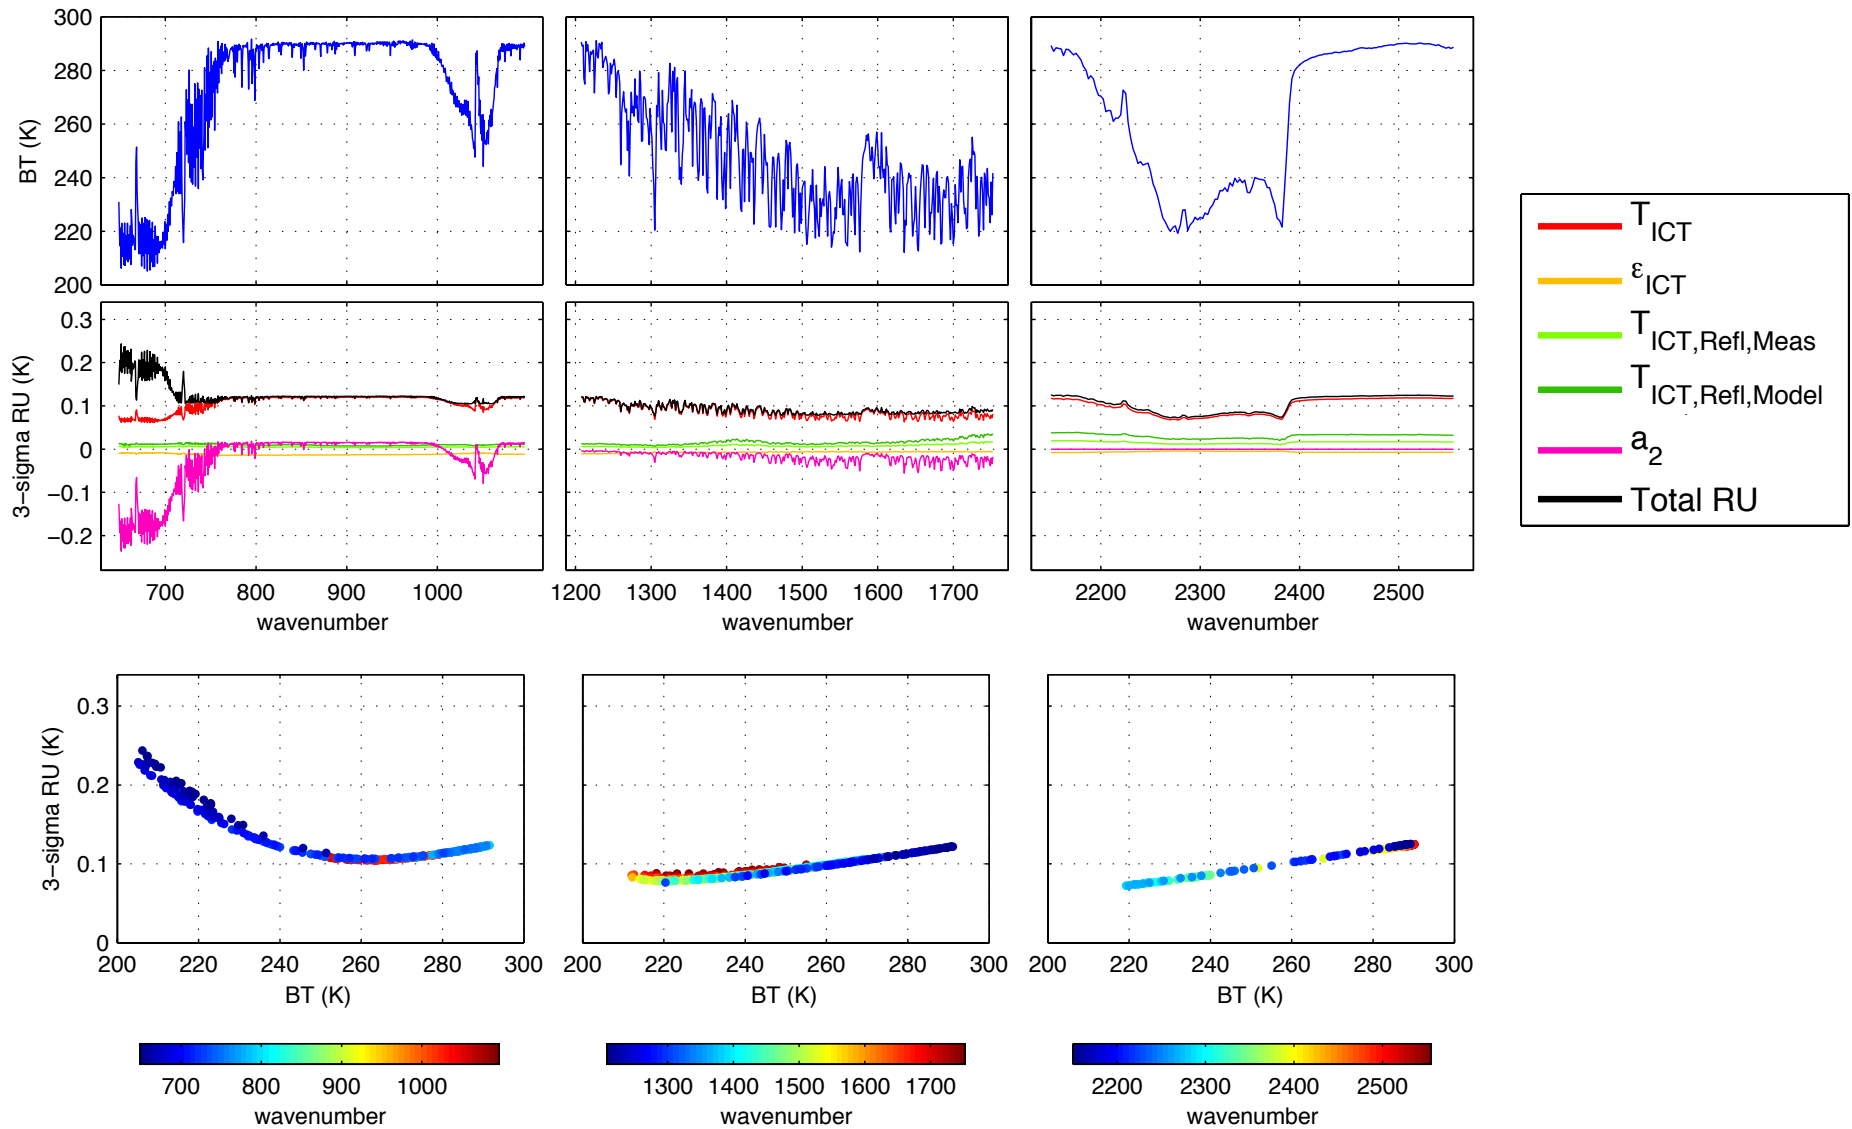 300
280
260
240
220
200
BT (K)
0.3
0.2
0.1
0
−0.1
−0.2
3−sigma RU (K)
700 800 900 1000
wavenumber
1200 1300 1400 1500 1600 1700
wavenumber
2200 2300 2400 2500
wavenumber
T_ICT
ε_ICT
T_ICT,Refl,Meas
T_ICT,Refl,Model
a_2
Total RU
0.3
0.2
0.1
0
3−sigma RU (K)
200 220 240 260 280 300
BT (K)
200 220 240 260 280 300
BT (K)
200 220 240 260 280 300
BT (K)
700 800 900 1000
wavenumber
1300 1400 1500 1600 1700
wavenumber
2200 2300 2400 2500
wavenumber